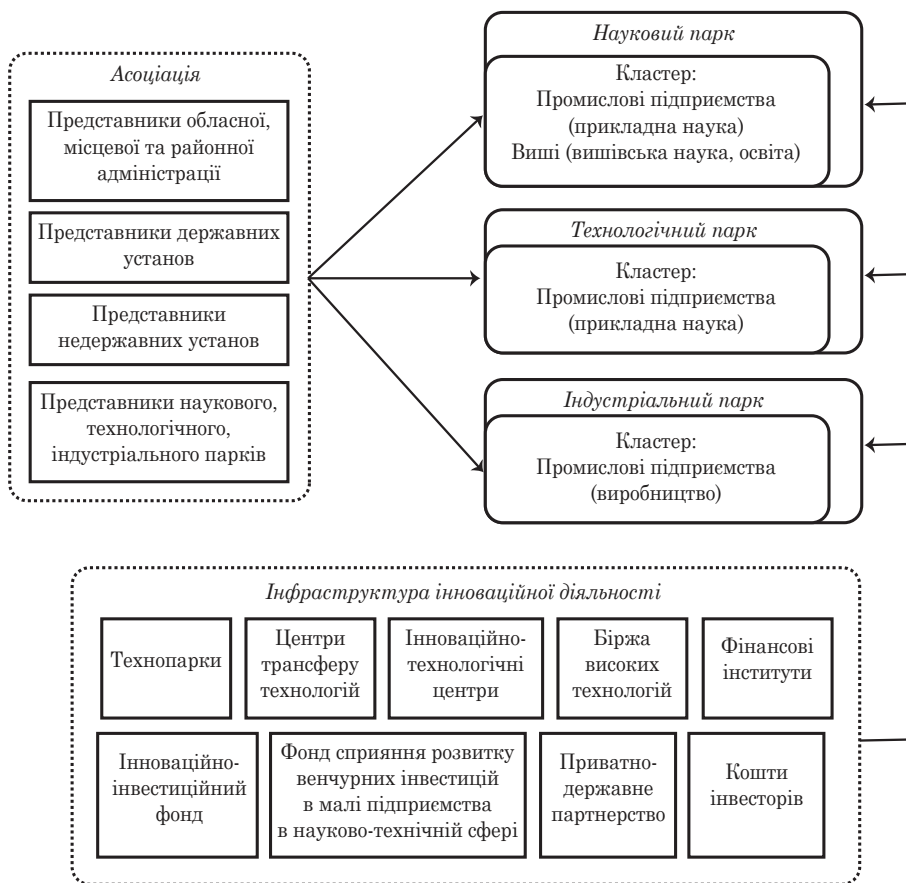 Асоціація
Представники обласної,
місцевої та районної
адміністрації
Представники державних
установ
Представники
недержавних установ
Представники наукового,
технологічного,
індустріального парків
Науковий парк
Кластер:
Промислові підприємства
(прикладна наука)
Виші (вишівська наука, освіта)
Технологічний парк
Кластер:
Промислові підприємства
(прикладна наука)
Індустріальний парк
Кластер:
Промислові підприємства
(виробництво)
Інфраструктура інноваційної діяльності
Технопарки
Центри
трансферу
технологій
Інноваційно-
технологічні
центри
Біржа
високих
технологій
Фінансові
інститути
Інноваційно-
інвестиційний
фонд
Фонд сприяння розвитку
венчурних інвестицій
в малі підприємства
в науково-технічній сфері
Приватно-
державне
партнерство
Кошти
інвесторів